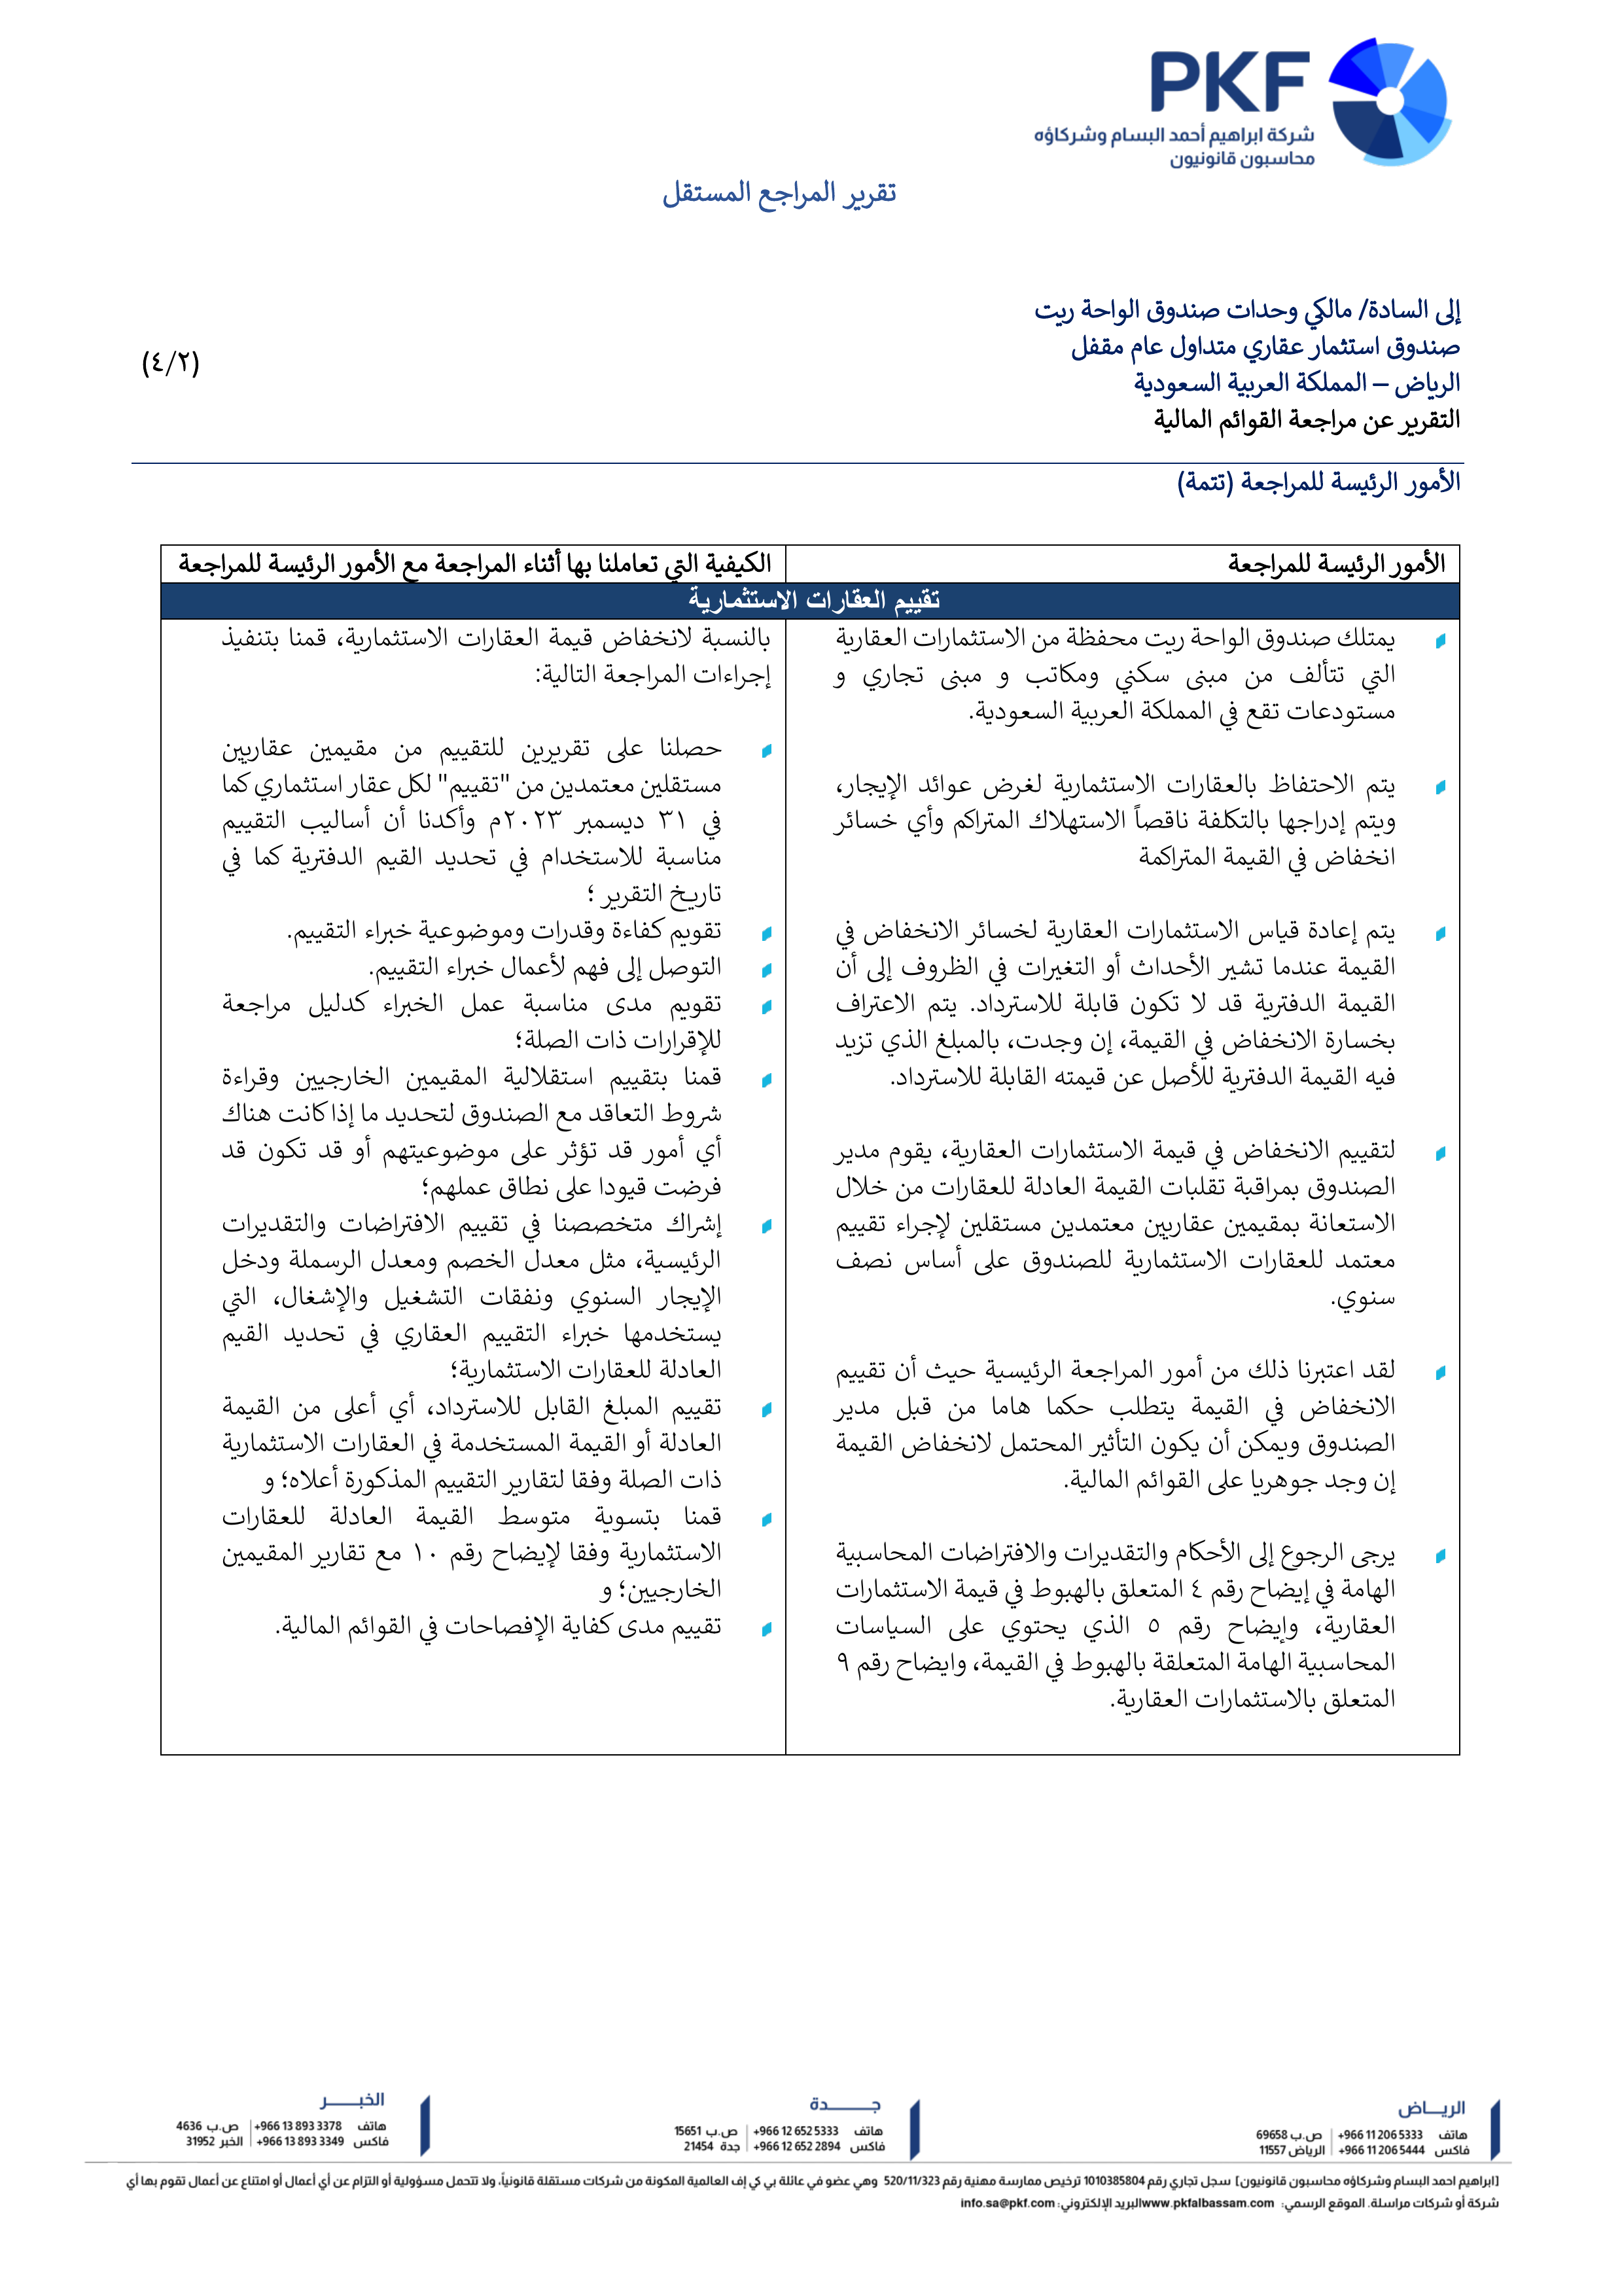 PKF
شركة ابراهيم أحمد البسام وشركاؤه
محاسبون قانونيون
تقرير المراجع المستقل
إلى السادة/ مالكي وحدات صندوق الواحة ريت
صندوق استثمار عقاري متداول عام مقفل
(٤/٢)
الرياض – المملكة العربية السعودية
التقرير عن مراجعة القوائم المالية
الأمور الرئيسة للمراجعة (تتمة)
الأمور الرئيسة للمراجعة
الكيفية التي تعاملنا بها أثناء المراجعة مع الأمور الرئيسة للمراجعة
تقييم العقارات الاستثمارية
يمتلك صندوق الواحة ريت محفظة من الاستثمارات العقارية
التي تتألف من مبنى سكني ومكاتب و مبنى تجاري و
مستودعات تقع في المملكة العربية السعودية.
يتم الاحتفاظ بالعقارات الاستثمارية لغرض عوائد الإيجار،
ويتم إدراجها بالتكلفة ناقصاً الاستهلاك المتراكم وأي خسائر
انخفاض في القيمة المتراكمة
يتم إعادة قياس الاستثمارات العقارية لخسائر الانخفاض في
القيمة عندما تشير الأحداث أو التغيرات في الظروف إلى أن
القيمة الدفترية قد لا تكون قابلة للاسترداد. يتم الاعتراف
بخسارة الانخفاض في القيمة، إن وجدت، بالمبلغ الذي تزيد
فيه القيمة الدفترية للأصل عن قيمته القابلة للاسترداد.
لتقييم الانخفاض في قيمة الاستثمارات العقارية، يقوم مدير
الصندوق بمراقبة تقلبات القيمة العادلة للعقارات من خلال
الاستعانة بمقيمين عقاريين معتمدين مستقلين لإجراء تقييم
معتمد للعقارات الاستثمارية للصندوق على أساس نصف
سنوي.
لقد اعتبرنا ذلك من أمور المراجعة الرئيسية حيث أن تقييم
الانخفاض في القيمة يتطلب حكما هاما من قبل مدير
الصندوق ويمكن أن يكون التأثير المحتمل لانخفاض القيمة
إن وجد جوهريا على القوائم المالية.
يرجى الرجوع إلى الأحكام والتقديرات والافتراضات المحاسبية
الهامة في إيضاح رقم ٤ المتعلق بالهبوط في قيمة الاستثمارات
العقارية، وإيضاح رقم ٥ الذي يحتوي على السياسات
المحاسبية الهامة المتعلقة بالهبوط في القيمة، وايضاح رقم ٩
المتعلق بالاستثمارات العقارية.
بالنسبة لانخفاض قيمة العقارات الاستثمارية، قمنا بتنفيذ
إجراءات المراجعة التالية:
حصلنا على تقريرين للتقييم من مقيمين عقاريين
مستقلين معتمدين من "تقييم" لكل عقار استثماري كما
في ٣١ ديسمبر ٢٠٢٣م وأكدنا أن أساليب التقييم
مناسبة للاستخدام في تحديد القيم الدفترية كما في
تاريخ التقرير ؛
تقويم كفاءة وقدرات وموضوعية خبراء التقييم.
التوصل إلى فهم لأعمال خبراء التقييم.
تقويم مدى مناسبة عمل الخبراء كدليل مراجعة
للإقرارات ذات الصلة؛
قمنا بتقييم استقلالية المقيمين الخارجيين وقراءة
شروط التعاقد مع الصندوق لتحديد ما إذا كانت هناك
أي أمور قد تؤثر على موضوعيتهم أو قد تكون قد
فرضت قيودا على نطاق عملهم؛
إشراك متخصصنا في تقييم الافتراضات والتقديرات
الرئيسية، مثل معدل الخصم ومعدل الرسملة ودخل
الإيجار السنوي ونفقات التشغيل والإشغال، التي
يستخدمها خبراء التقييم العقاري في تحديد القيم
العادلة للعقارات الاستثمارية؛
تقييم المبلغ القابل للاسترداد، أي أعلى من القيمة
العادلة أو القيمة المستخدمة في العقارات الاستثمارية
ذات الصلة وفقا لتقارير التقييم المذكورة أعلاه؛ و
قمنا بتسوية متوسط القيمة العادلة للعقارات
الاستثمارية وفقا لإيضاح رقم ١٠ مع تقارير المقيمين
الخارجيين؛ و
تقييم مدى كفاية الإفصاحات في القوائم المالية.
الريـــاض
هاتف +966 11 206 5333 ص.ب 69658
فاكس +966 11 206 5444 الرياض 11557
جـــــــدة
هاتف +966 12 652 5333 ص.ب 15651
فاكس +966 12 652 2894 جدة 21454
الخبـــــر
هاتف +966 13 893 3378 ص.ب 4636
فاكس +966 13 893 3349 الخبر 31952
(ابراهيم احمد البسام وشركاؤه محاسبون قانونيون) سجل تجاري رقم 1010385804 ترخيص ممارسة مهنية رقم 520/11/323 وهي عضو في عائلة بي كي إف العالمية المكونة من شركات مستقلة قانونياً، ولا تتحمل مسؤولية أو التزام عن أي أعمال أو امتناع عن أعمال تقوم بها أي
شركة أو شركات مراسلة. الموقع الرسمي: www.pkfalbassam.com البريد الإلكتروني: info.sa@pkf.com